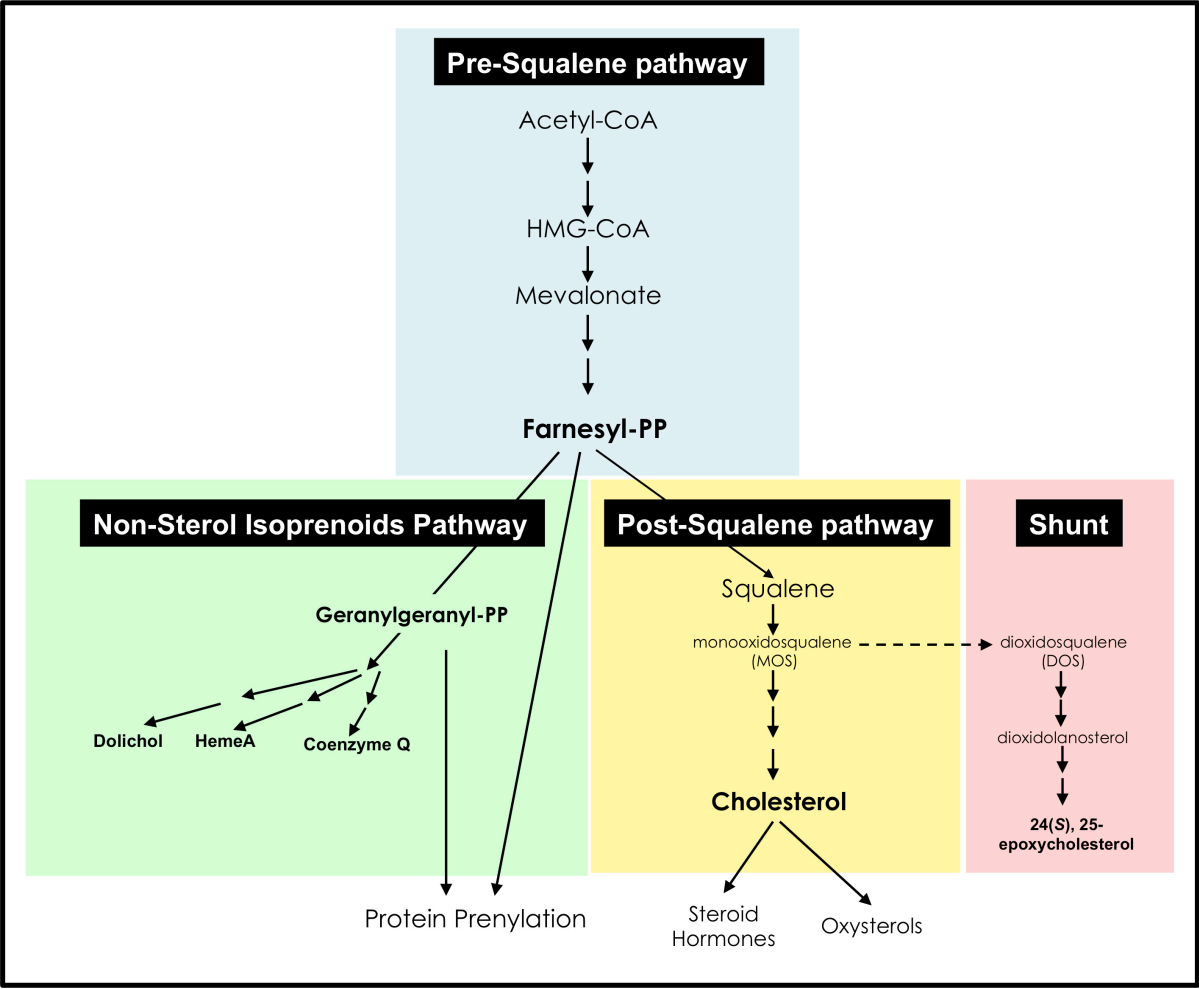 Pre-Squalene pathway
Acetyl-CoA
HMG-CoA
Mevalonate
Farnesyl-PP
Non-Sterol Isoprenoids Pathway
Geranylgeranyl-PP
Dolichol
HemeA
Coenzyme Q
Protein Prenylation
Post-Squalene pathway
Squalene
monooxidosqualene
(MOS)
Cholesterol
Steroid
Hormones
Oxysterols
Shunt
dioxidosqualene
(DOS)
dioxidolanosterol
24(S), 25-
epoxycholesterol